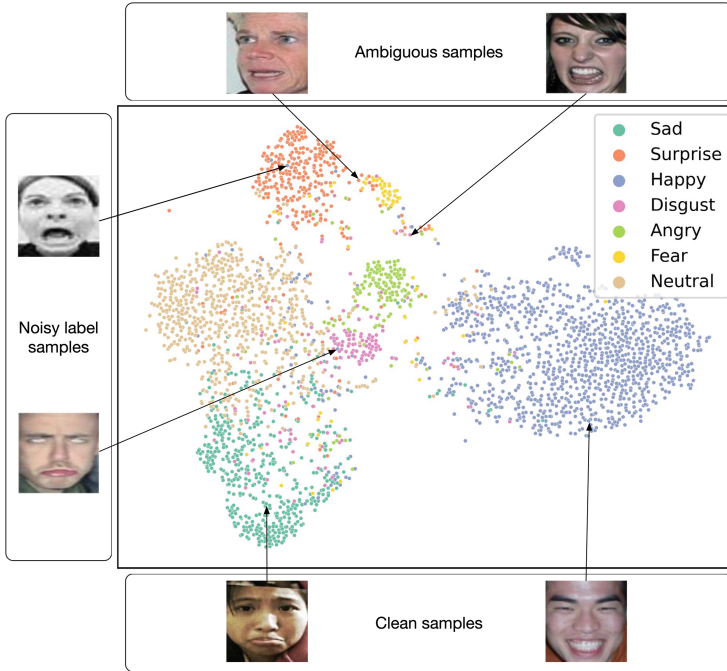 Ambiguous samples
Sad
Surprise
Happy
Disgust
Angry
Fear
Neutral
Noisy label
samples
Clean samples